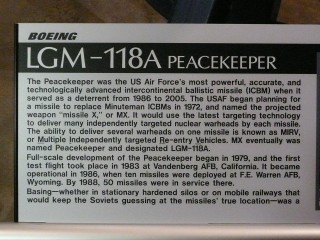 BOEING
LGM-118A PEACEKEEPER
The Peacekeeper was the US Air Force's most powerful, accurate, and
technologically advanced intercontinental ballistic missile (ICBM) when it
served as a deterrent from 1986 to 2005. The USAF began planning for
a missile to replace Minuteman ICBMs in 1972, and named the projected
weapon "missile X," or MX. It would use the latest targeting technology
to deliver many independently targeted nuclear warheads by each missile.
The ability to deliver several warheads on one missile is known as MIRV,
or Multiple Independently targeted Re-entry Vehicles. MX eventually was
named Peacekeeper and designated LGM-118A.
Full-scale development of the Peacekeeper began in 1979, and the first
test flight took place in 1983 at Vandenberg AFB, California. It became
operational in 1986, when ten missiles were deployed at F.E. Warren AFB,
Wyoming. By 1988, 50 missiles were in service there.
Basing—whether in stationary hardened silos or on mobile railways that
would keep the Soviets guessing at the missiles' true location—was a